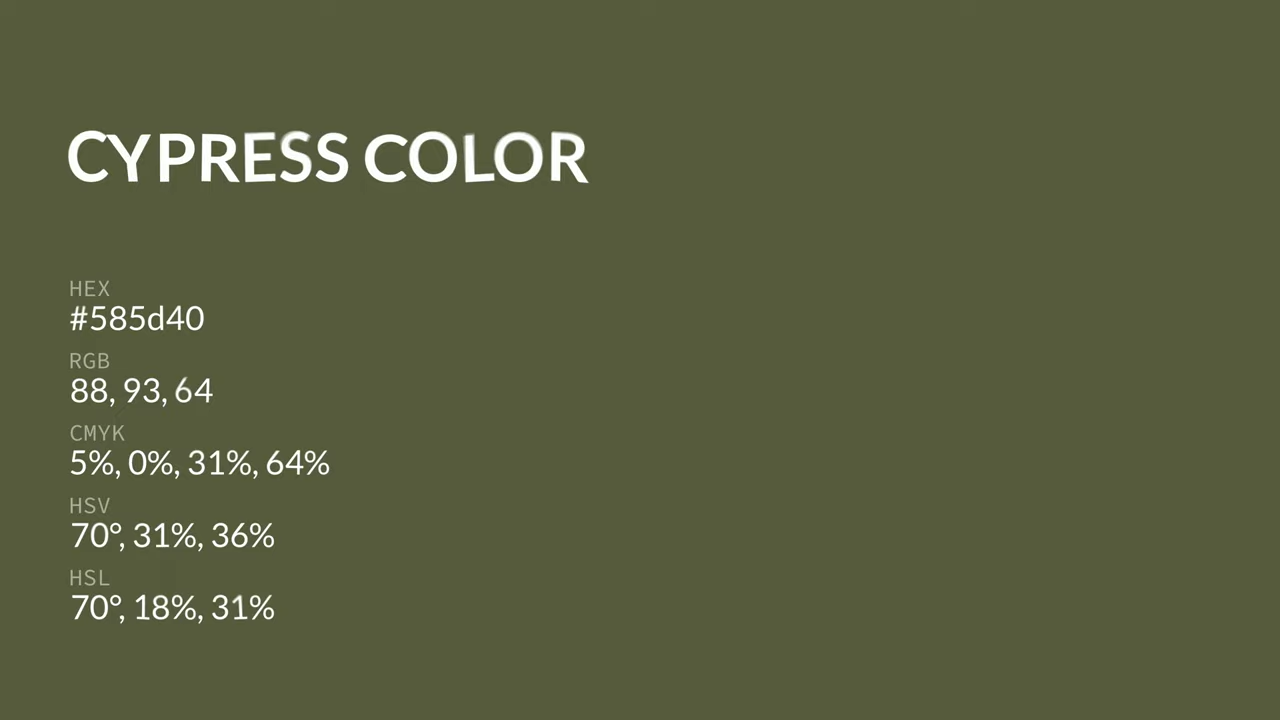 CYPRESS COLOR
HEX
#585d40
RGB
88, 93, 64
CMYK
5%, 0%, 31%, 64%
HSV
70°, 31%, 36%
HSL
70°, 18%, 31%